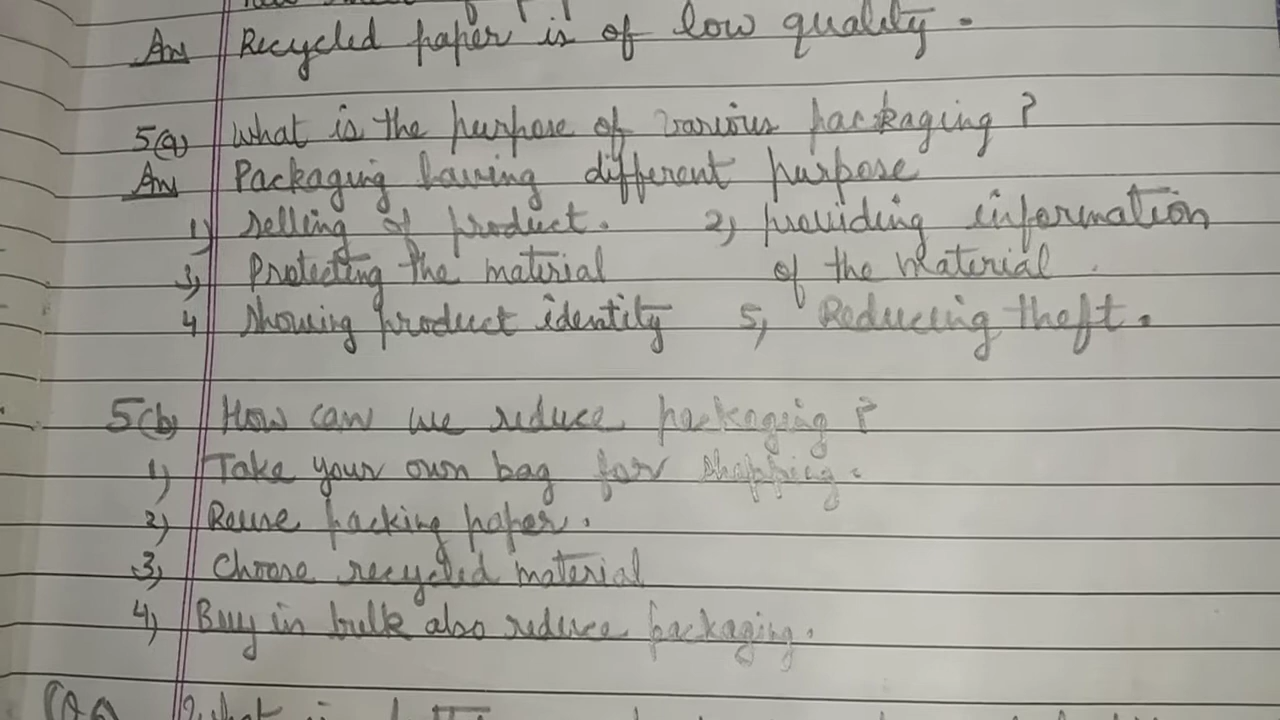 Ans Recycled paper is of low quality.
5(a) What is the purpose of various packaging?
Ans Packaging having different purpose
1) selling of product. 2) providing information
3) Protecting the material of the material.
4 showing product identity 5) Reducing theft.
5(b) How can we reduce packaging?
1) Take your own bag for shopping.
2) Reuse packing paper.
3) Choose recycled material
4) Buy in bulk also reduce packaging.
What is